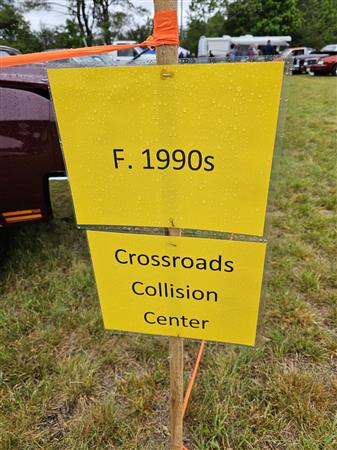 F. 1990s
Crossroads
Collision
Center